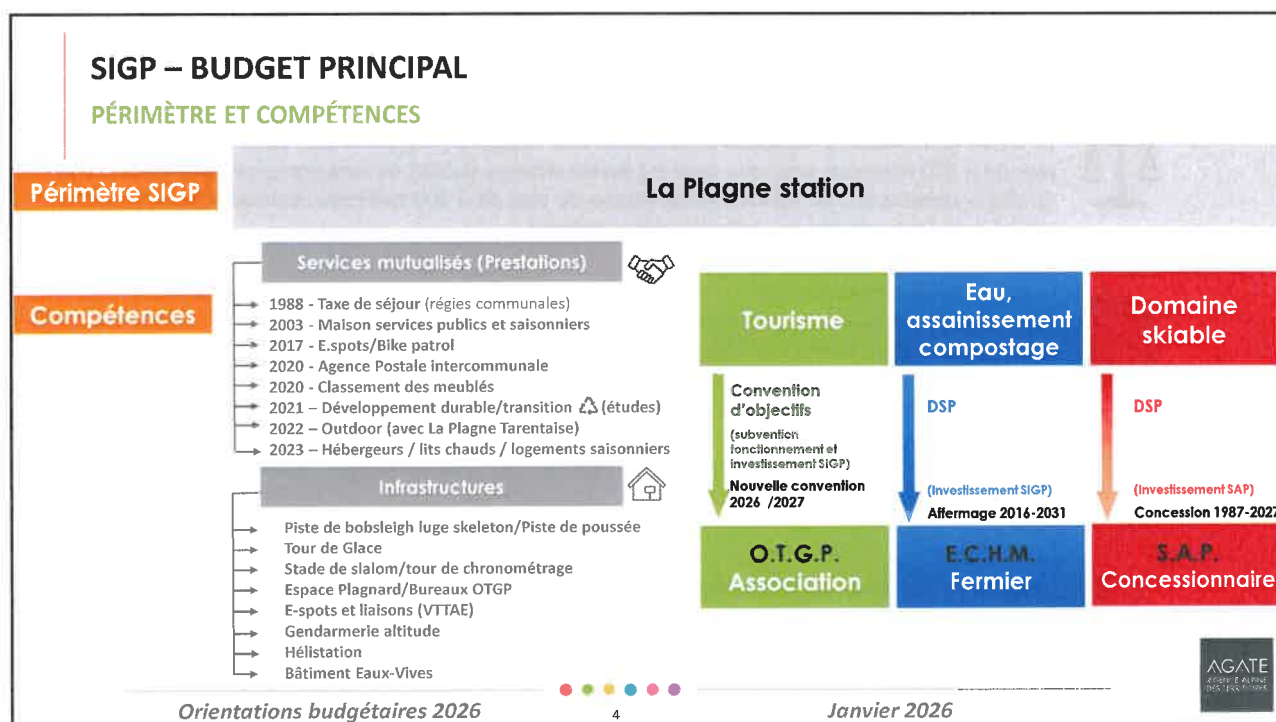 SIGP – BUDGET PRINCIPAL
PÉRIMÈTRE ET COMPÉTENCES
Périmètre SIGP
La Plagne station
Compétences
Services mutualisés (Prestations)
1988 - Taxe de séjour (régies communales)
2003 - Maison services publics et saisonniers
2017 - E.spots/Bike patrol
2020 - Agence Postale intercommunale
2020 - Classement des meublés
2021 – Développement durable/transition (études)
2022 – Outdoor (avec La Plagne Tarentaise)
2023 – Hébergeurs / lits chauds / logements saisonniers
Infrastructures
Piste de bobsleigh luge skeleton/Piste de poussée
Tour de Glace
Stade de slalom/tour de chronométrage
Espace Plagnard/Bureaux OTGP
E-spots et liaisons (VTTAE)
Gendarmerie altitude
Hélistation
Bâtiment Eaux-Vives
Tourisme
Convention
d'objectifs
(subvention
fonctionnement et
investissement SIGP)
Nouvelle convention
2026 /2027
O.T.G.P.
Association
Eau,
assainissement
compostage
DSP
(Investissement SIGP)
Affermage 2016-2031
E.C.H.M.
Fermier
Domaine
skiable
DSP
(Investissement SAP)
Concession 1987-2027
S.A.P.
Concessionnaire
AGATE
AGENCE ALPINE
DES TERRITOIRES
Orientations budgétaires 2026
4
Janvier 2026